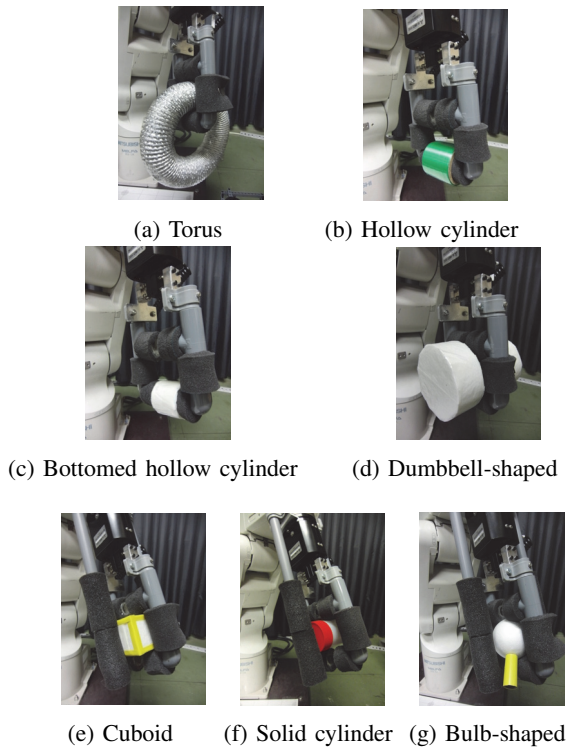 (a) Torus
(b) Hollow cylinder
(c) Bottomed hollow cylinder
(d) Dumbbell-shaped
(e) Cuboid
(f) Solid cylinder
(g) Bulb-shaped